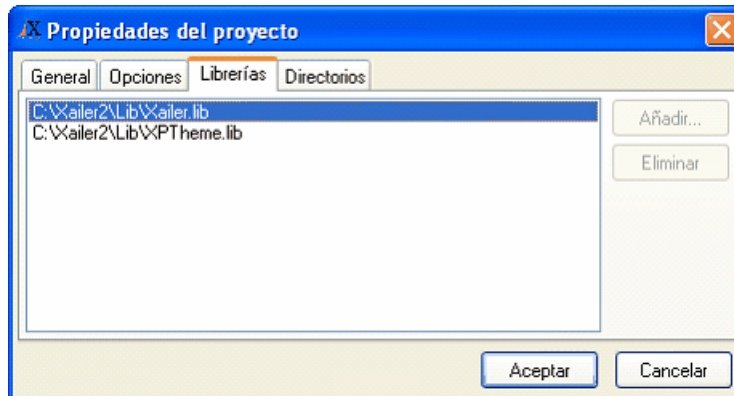 Propiedades del proyecto
General Opciones Librerías Directorios
C:\Xailer2\Lib\Xailer.lib
C:\Xailer2\Lib\XPTheme.lib
Añadir...
Eliminar
Aceptar Cancelar